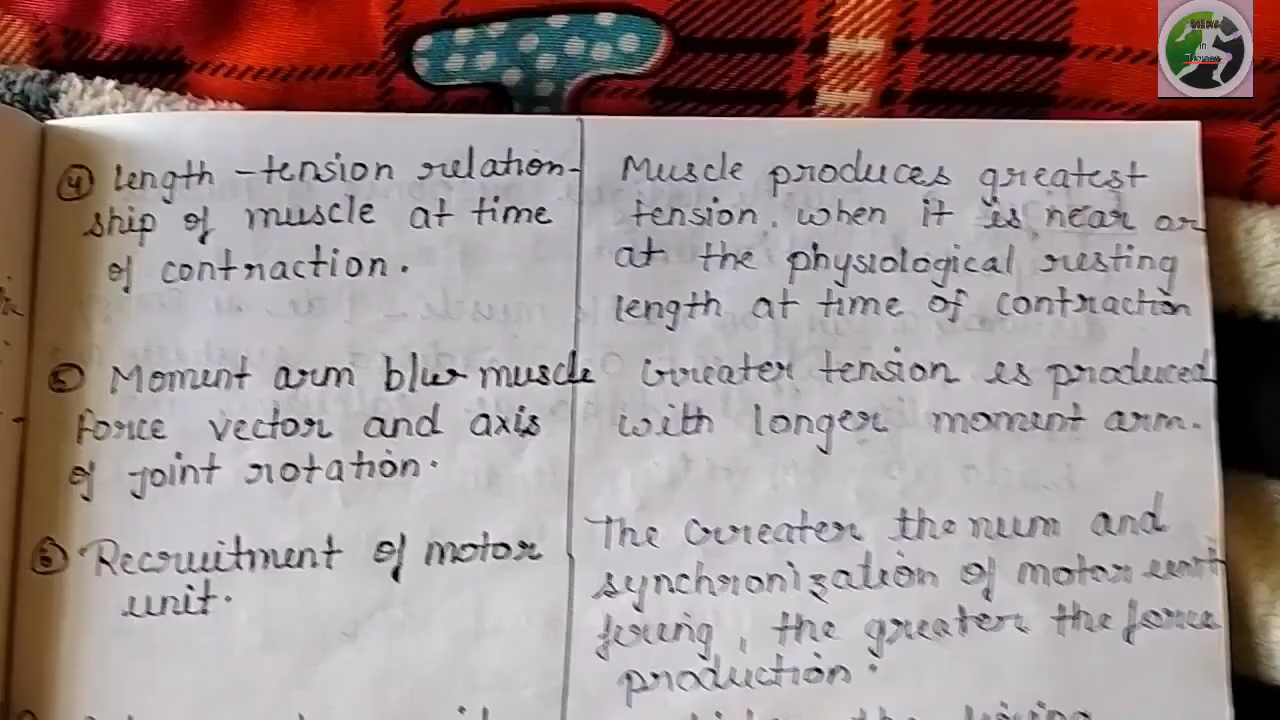 ④ Length -tension relation-
ship of muscle at time
of contraction.
Muscle produces greatest
tension. when it is near or
at the physiological resting
length at time of contraction
⑤ Moment arm b/w muscle
force vector and axis
of joint rotation.
Greater tension is produced
with longer moment arm.
⑥ Recruitment of motor
unit.
The Greater the num and
synchronization of motor unit
firing, the greater the force
production.